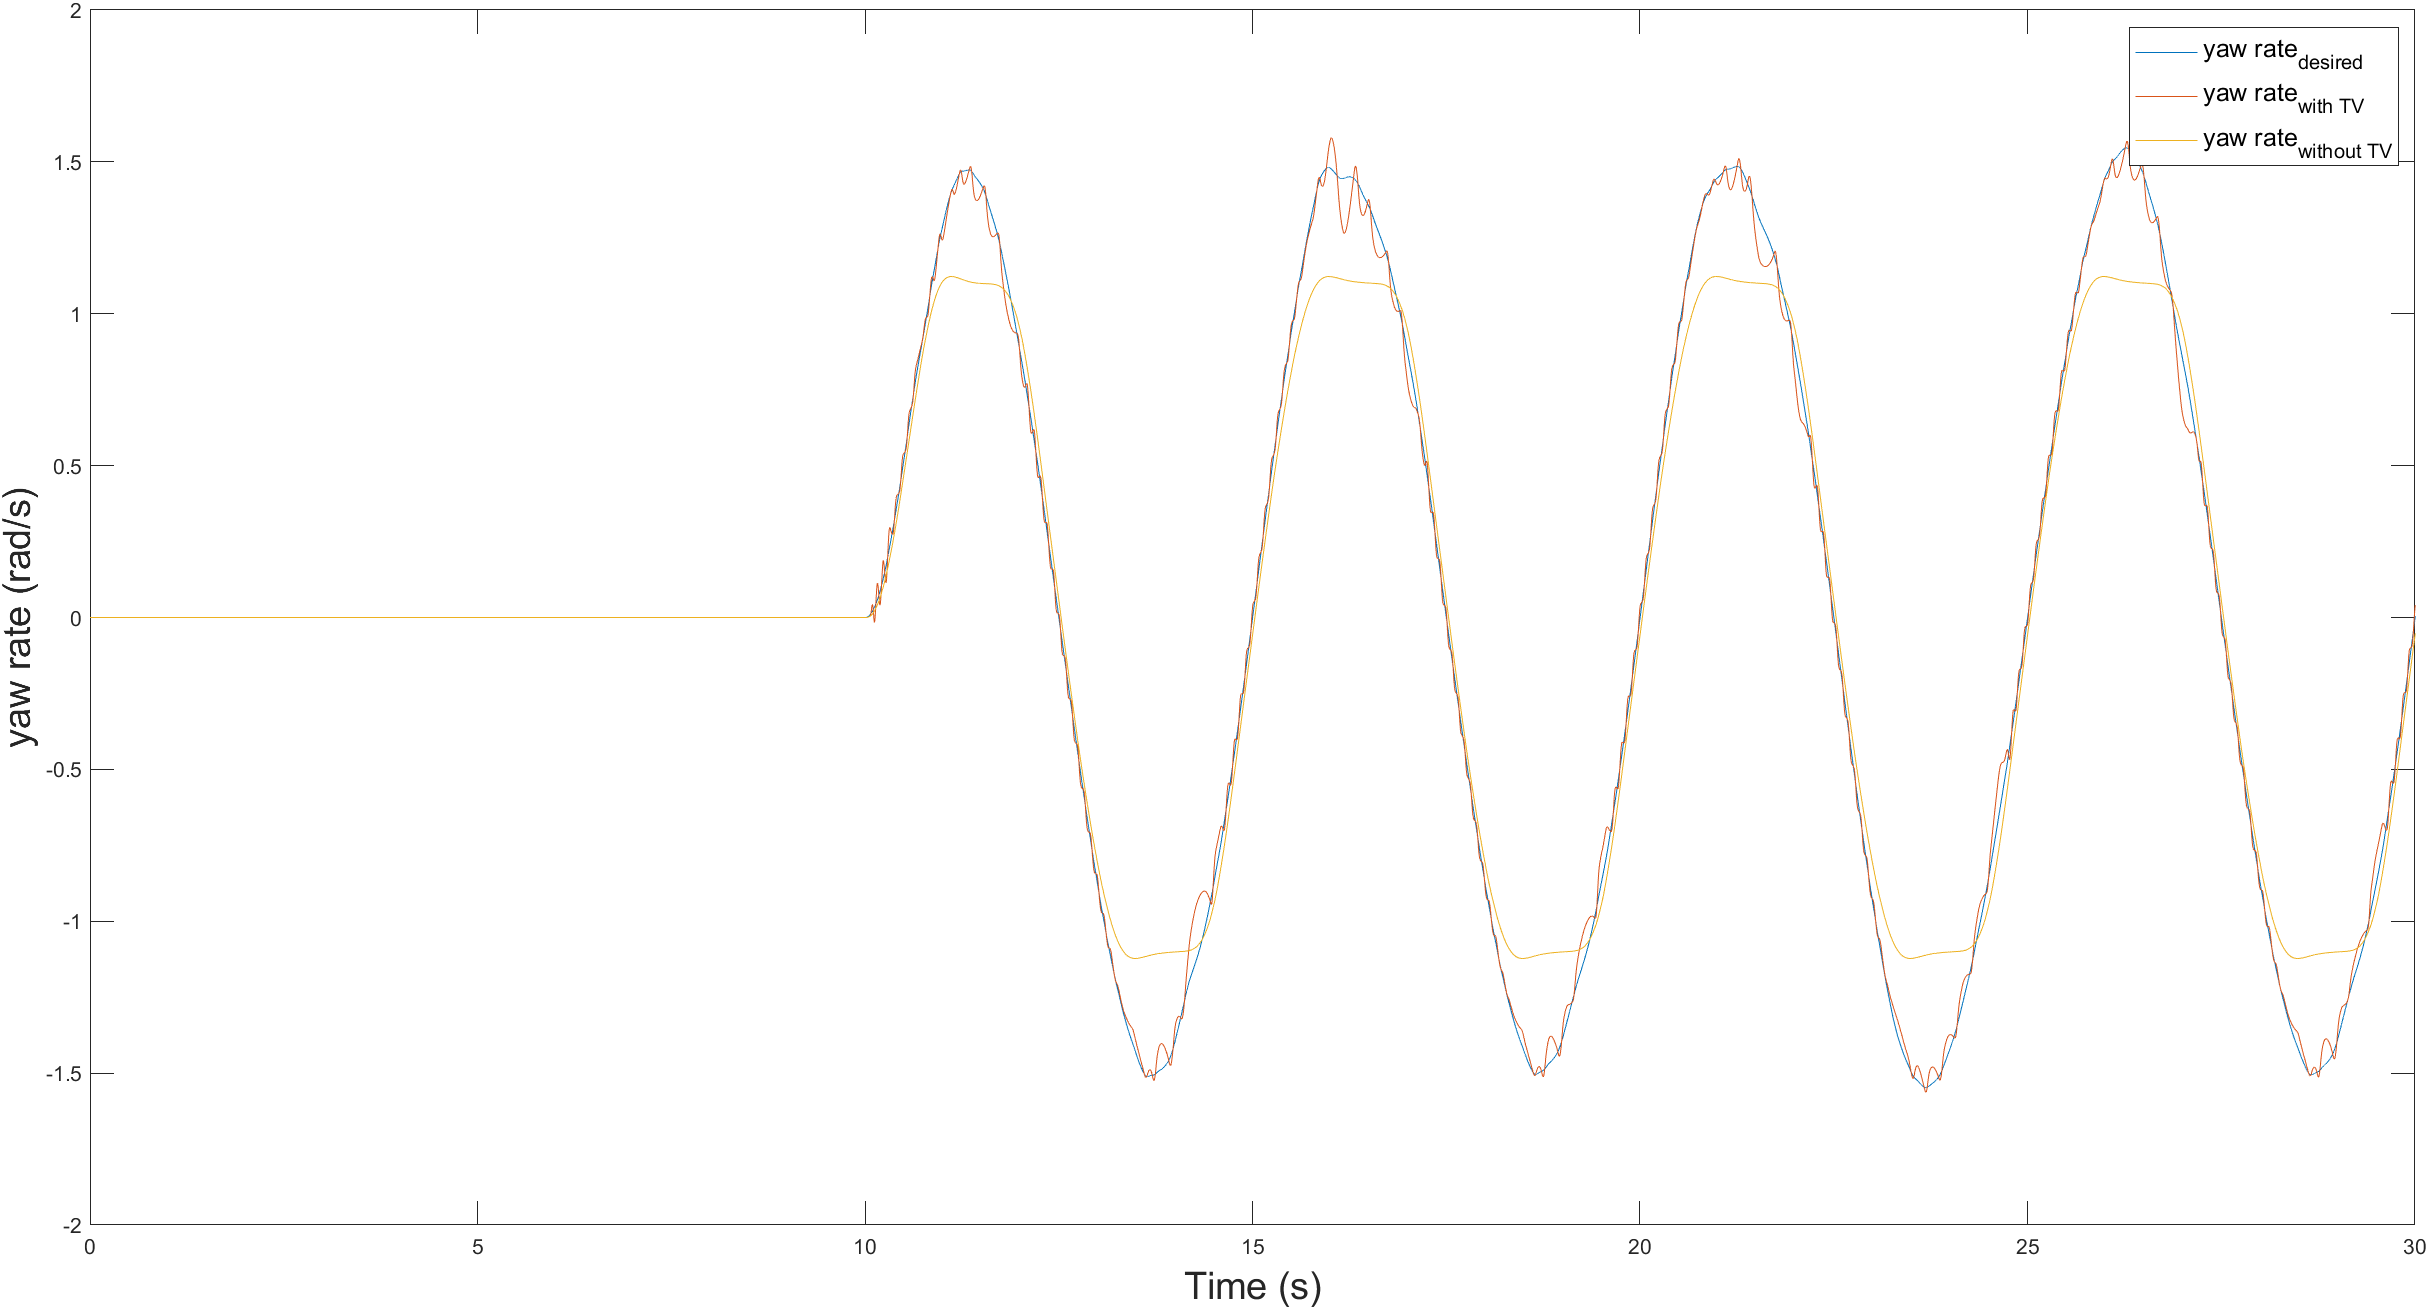 2
1.5
1
0.5
0
-0.5
-1
-1.5
-2
yaw rate (rad/s)
yaw rate desired
yaw rate with TV
yaw rate without TV
0 5 10 15 20 25 30
Time (s)